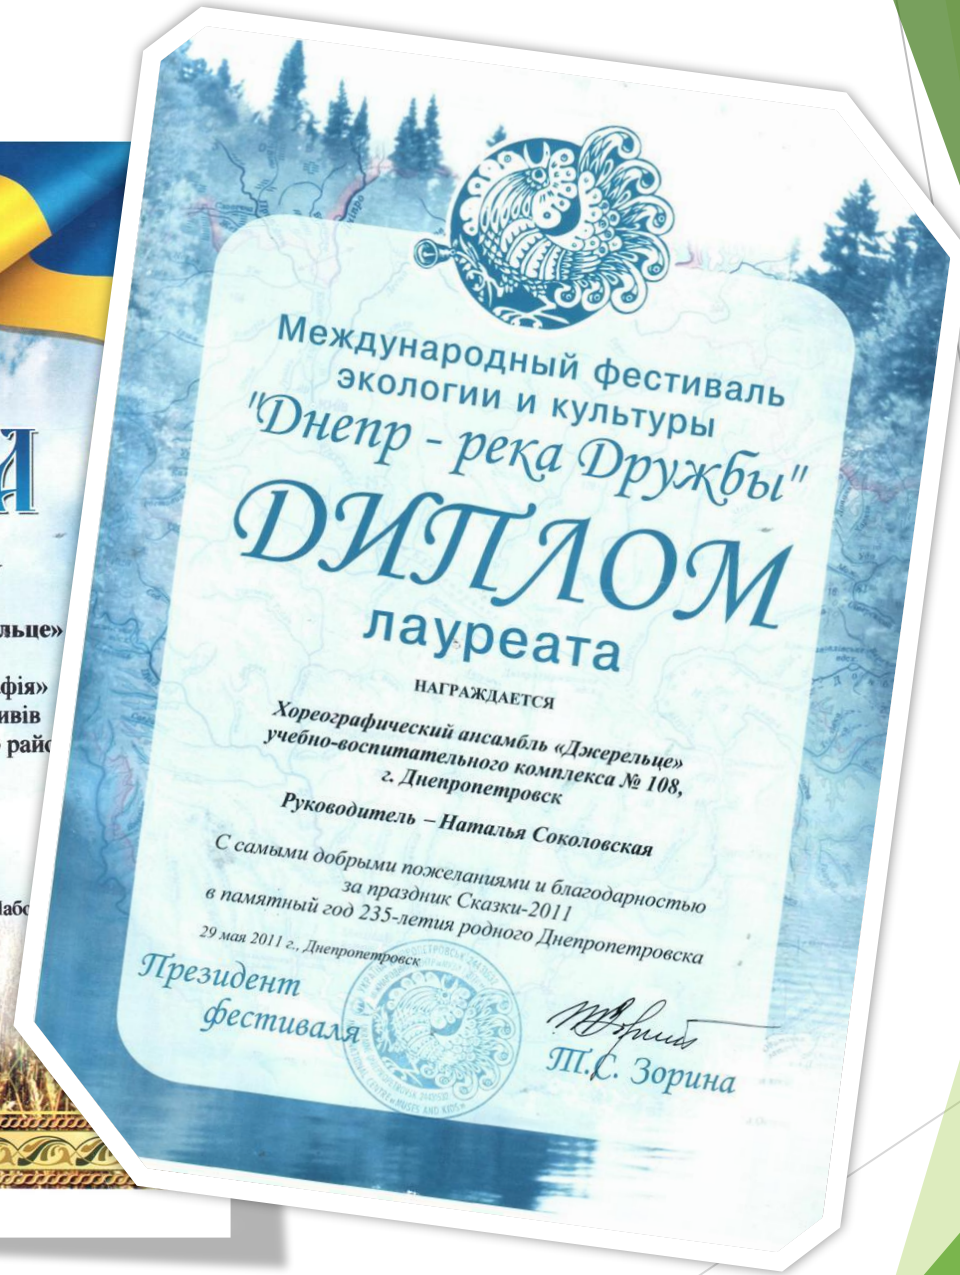 Международный фестиваль
экологии и культуры
"Днепр - река Дружбы"
ДИПЛОМ
лауреата
НАГРАЖДАЕТСЯ
Хореографический ансамбль «Джерельце»
учебно-воспитательного комплекса № 108,
г. Днепропетровск
Руководитель – Наталья Соколовская
С самыми добрыми пожеланиями и благодарностью
за праздник Сказки-2011
в памятный год 235-летия родного Днепропетровска
29 мая 2011 г., Днепропетровск
Президент
фестиваля
Т.С. Зорина
А
льце»
фія»
ивів
райо